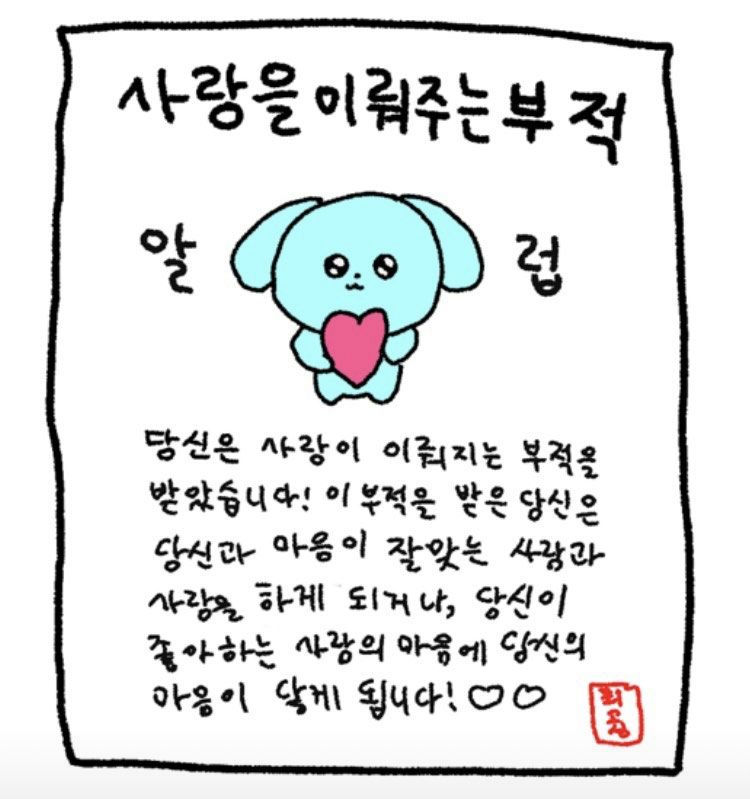 사랑을 이뤄주는 부적
알 럽
당신은 사랑이 이뤄지는 부적을
받았습니다! 이 부적을 받은 당신은
당신과 마음이 잘맞는 사람과
사랑을 하게 되거나, 당신이
좋아하는 사람의 마음에 당신의
마음이 닿게 됩니다! ♡♡